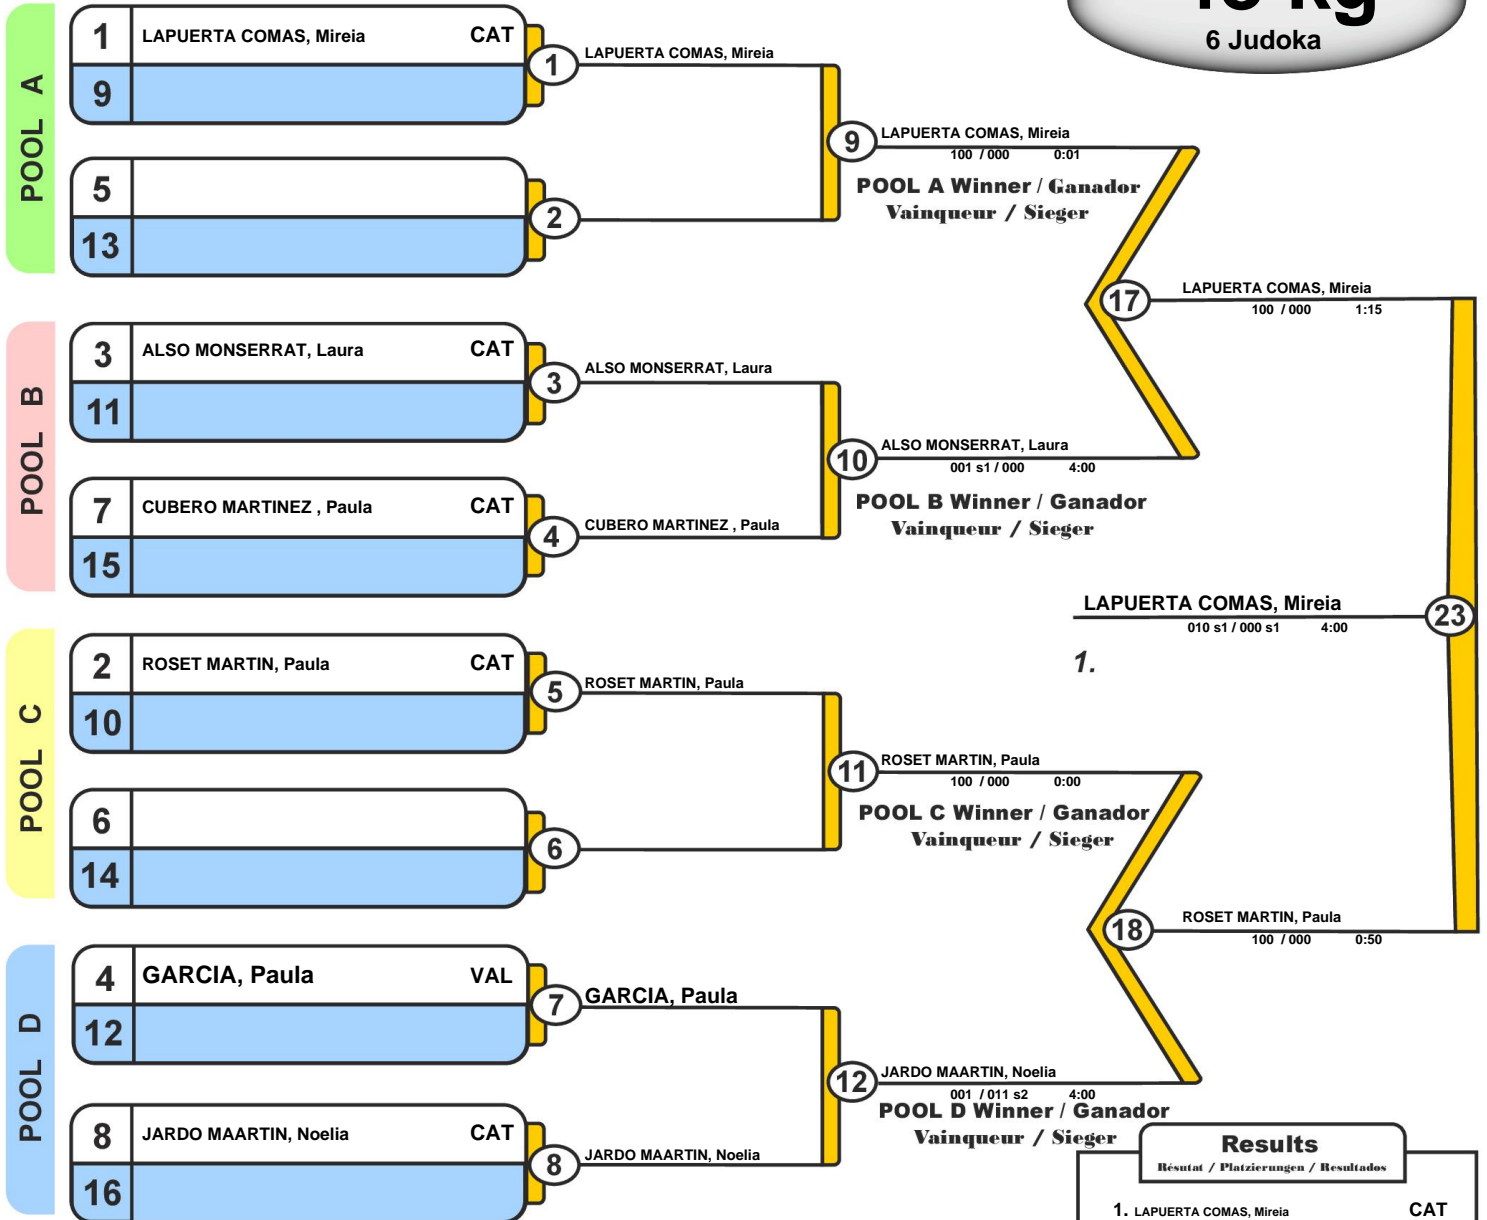 6 Judoka
POOL A
1 LAPUERTA COMAS, Mireia CAT
9
1
LAPUERTA COMAS, Mireia
5
13
2
9
LAPUERTA COMAS, Mireia
100 / 000 0:01
POOL A Winner / Ganador
Vainqueur / Sieger
POOL B
3 ALSO MONSERRAT, Laura CAT
11
3
ALSO MONSERRAT, Laura
7 CUBERO MARTINEZ , Paula CAT
15
4
CUBERO MARTINEZ , Paula
10
ALSO MONSERRAT, Laura
001 s1 / 000 4:00
POOL B Winner / Ganador
Vainqueur / Sieger
17
LAPUERTA COMAS, Mireia
100 / 000 1:15
LAPUERTA COMAS, Mireia
010 s1 / 000 s1 4:00
1.
23
POOL C
2 ROSET MARTIN, Paula CAT
10
5
ROSET MARTIN, Paula
6
14
6
11
ROSET MARTIN, Paula
100 / 000 0:00
POOL C Winner / Ganador
Vainqueur / Sieger
18
ROSET MARTIN, Paula
100 / 000 0:50
POOL D
4 GARCIA, Paula VAL
12
7
GARCIA, Paula
8 JARDO MAARTIN, Noelia CAT
16
8
JARDO MAARTIN, Noelia
12
JARDO MAARTIN, Noelia
001 / 011 s2 4:00
POOL D Winner / Ganador
Vainqueur / Sieger
Results
Résutat / Platzierungen / Resultados
1. LAPUERTA COMAS, Mireia CAT